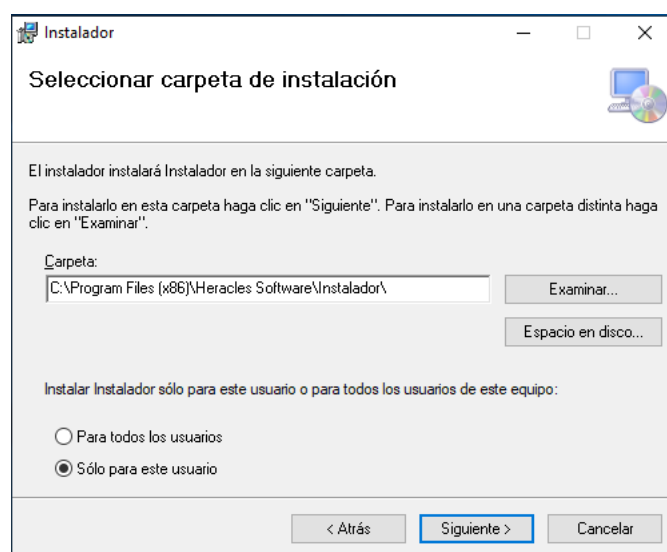 Instalador
Seleccionar carpeta de instalación
El instalador instalará Instalador en la siguiente carpeta.
Para instalarlo en esta carpeta haga clic en "Siguiente". Para instalarlo en una carpeta distinta haga
clic en "Examinar".
Carpeta:
C:\Program Files (x86)\Heracles Software\Instalador\
Examinar...
Espacio en disco...
Instalar Instalador sólo para este usuario o para todos los usuarios de este equipo:
Para todos los usuarios
Sólo para este usuario
< Atrás
Siguiente >
Cancelar